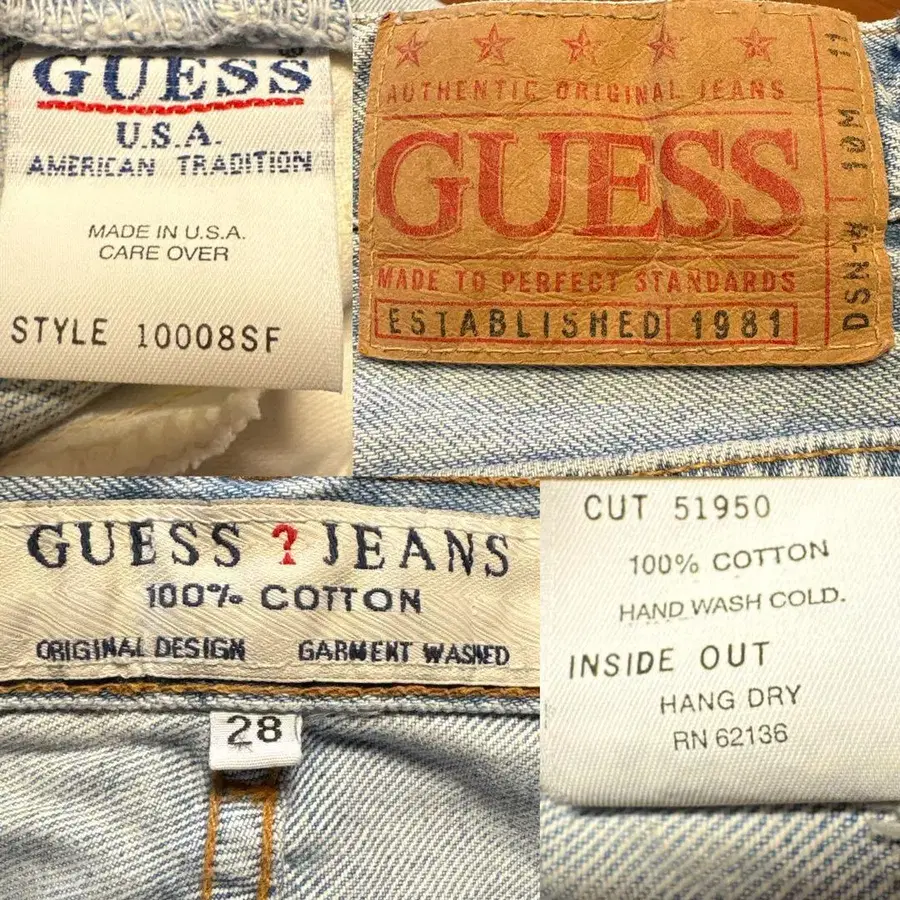 GUESS
U.S.A.
AMERICAN TRADITION
MADE IN U.S.A.
CARE OVER
STYLE 10008SF
AUTHENTIC ORIGINAL JEANS
GUESS
MADE TO PERFECT STANDARDS
ESTABLISHED 1981
DSN-A 10M 11
GUESS ? JEANS
100% COTTON
ORIGINAL DESIGN GARMENT WASHED
28
CUT 51950
100% COTTON
HAND WASH COLD.
INSIDE OUT
HANG DRY
RN 62136